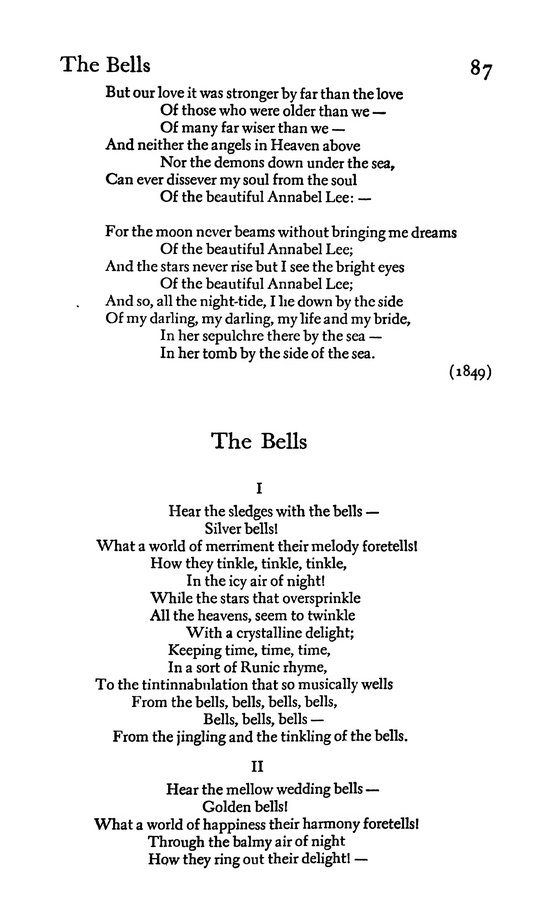 The Bells 87
But our love it was stronger by far than the love
Of those who were older than we —
Of many far wiser than we —
And neither the angels in Heaven above
Nor the demons down under the sea,
Can ever dissever my soul from the soul
Of the beautiful Annabel Lee: —
For the moon never beams without bringing me dreams
Of the beautiful Annabel Lee;
And the stars never rise but I see the bright eyes
Of the beautiful Annabel Lee;
And so, all the night-tide, I lie down by the side
Of my darling, my darling, my life and my bride,
In her sepulchre there by the sea —
In her tomb by the side of the sea.
(1849)
The Bells
I
Hear the sledges with the bells —
Silver bells!
What a world of merriment their melody foretells!
How they tinkle, tinkle, tinkle,
In the icy air of night!
While the stars that oversprinkle
All the heavens, seem to twinkle
With a crystalline delight;
Keeping time, time, time,
In a sort of Runic rhyme,
To the tintinnabulation that so musically wells
From the bells, bells, bells, bells,
Bells, bells, bells —
From the jingling and the tinkling of the bells.
II
Hear the mellow wedding bells —
Golden bells!
What a world of happiness their harmony foretells!
Through the balmy air of night
How they ring out their delight! —